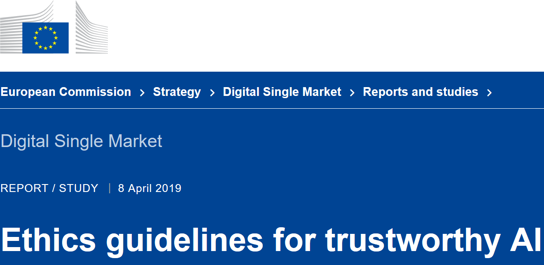 European Commission > Strategy > Digital Single Market > Reports and studies >
Digital Single Market
REPORT / STUDY | 8 April 2019
Ethics guidelines for trustworthy AI